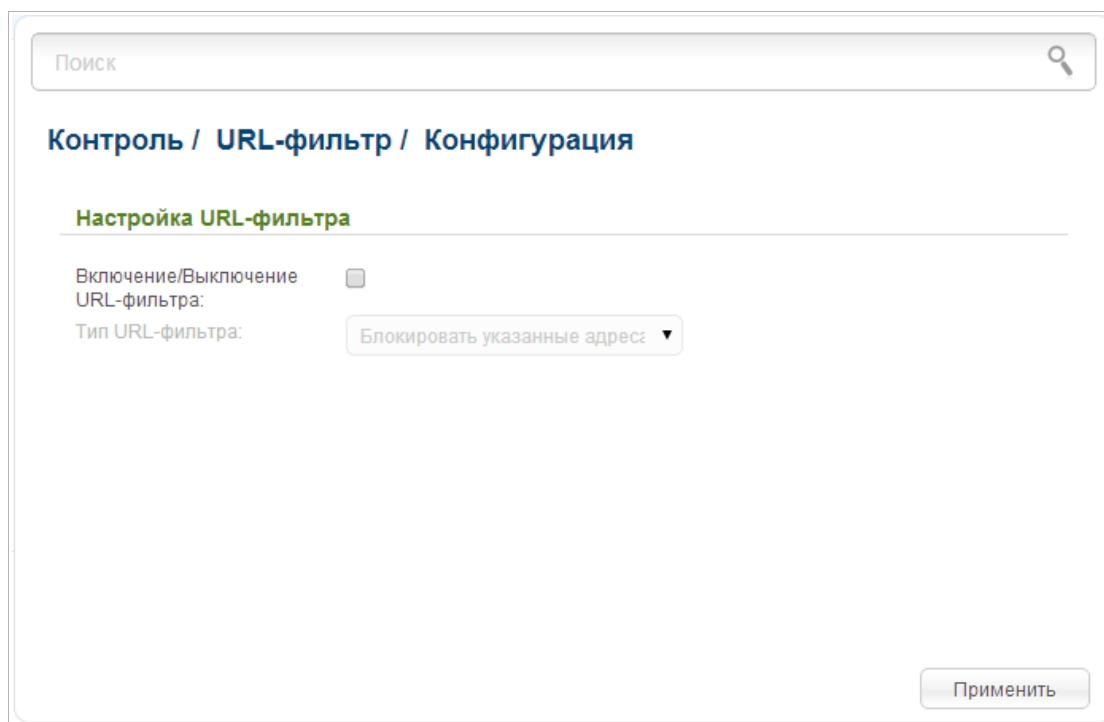 Поиск
Контроль / URL-фильтр / Конфигурация
Настройка URL-фильтра
Включение/Выключение
URL-фильтра:
Тип URL-фильтра:
Блокировать указанные адреса
Применить